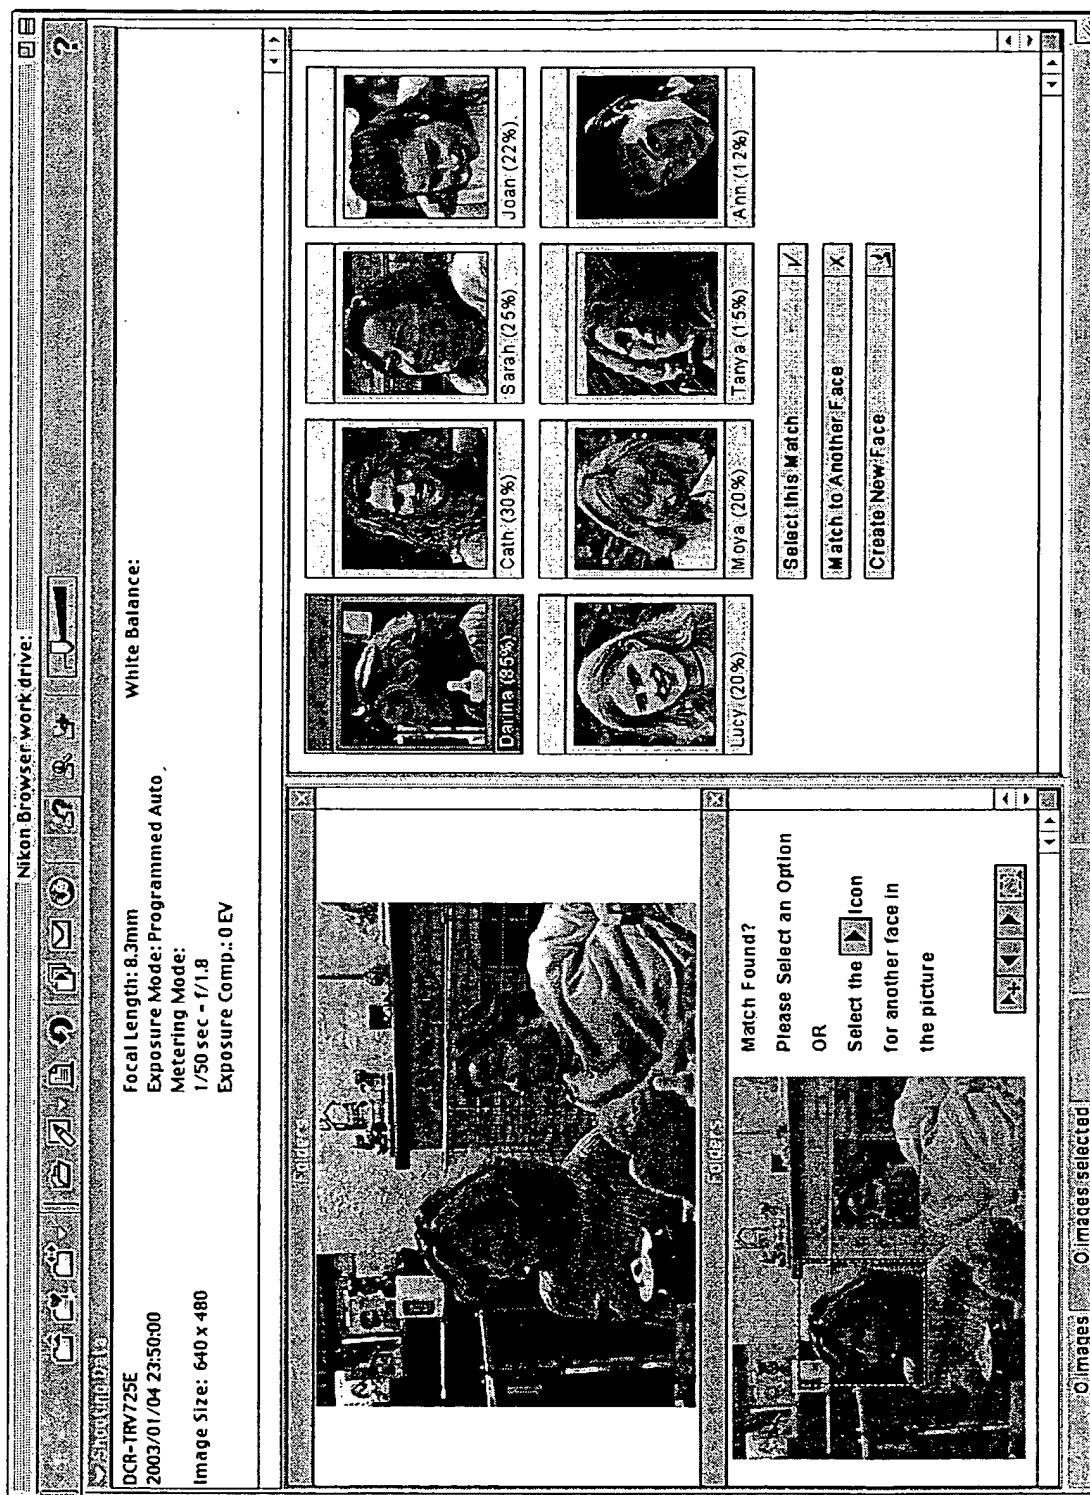 Nikon Browser work drive:
?
Shooting Data
DCR-TRV725E
2003/01/04 23:50:00
Image Size: 640 x 480
Focal Length: 8.3mm
Exposure Mode: Programmed Auto
Metering Mode:
1/50 sec - f/1.8
Exposure Comp.: 0 EV
White Balance:
Folders
Folders
Match Found?
Please Select an Option
OR
Select the Icon
for another face in
the picture
Darina (35%)
Cath (30%)
Sarah (25%)
Joan (22%)
Lucy (20%)
Moya (20%)
Tanya (15%)
Ann (12%)
Select this Match
Match to Another Face
Create New Face
0 images
0 images selected